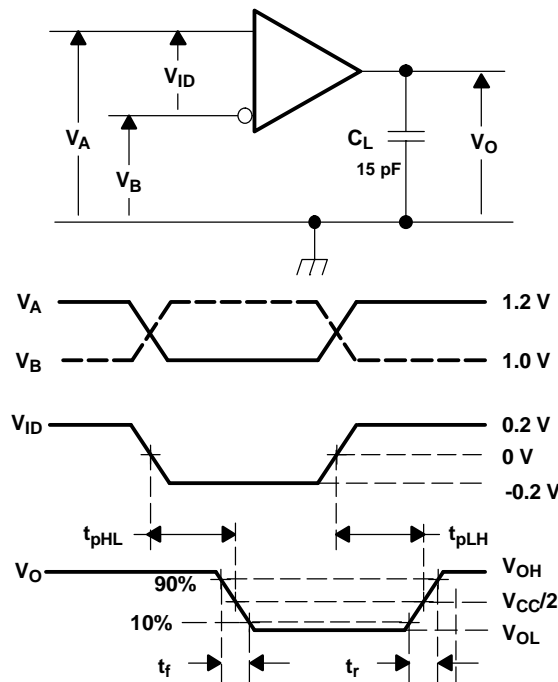 V_ID
V_A
V_B
C_L
15 pF
V_O
V_A
1.2 V
V_B
1.0 V
V_ID
0.2 V
0 V
-0.2 V
t_pHL
t_pLH
V_O
V_OH
90%
V_CC/2
10%
V_OL
t_f
t_r